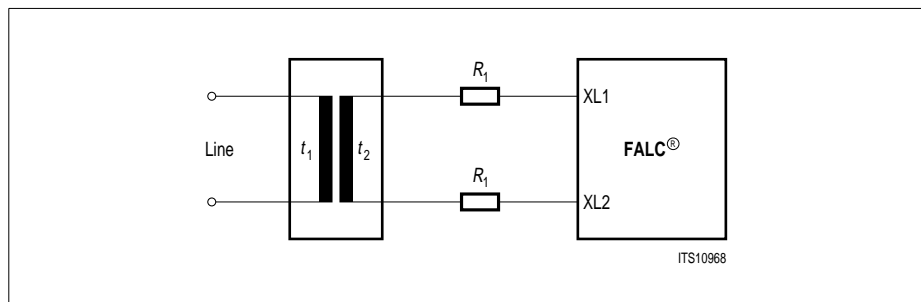 R1
XL1
Line
t1
t2
FALC®
R1
XL2
ITS10968